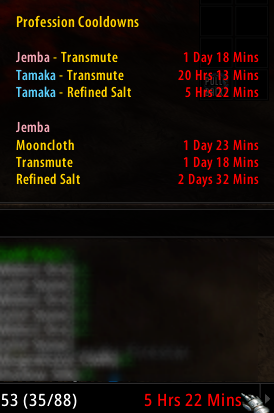 Profession Cooldowns
Jemba - Transmute 1 Day 18 Mins
Tamaka - Transmute 20 Hrs 13 Mins
Tamaka - Refined Salt 5 Hrs 22 Mins
Jemba
Mooncloth 1 Day 23 Mins
Transmute 1 Day 18 Mins
Refined Salt 2 Days 32 Mins
53 (35/88) 5 Hrs 22 Mins